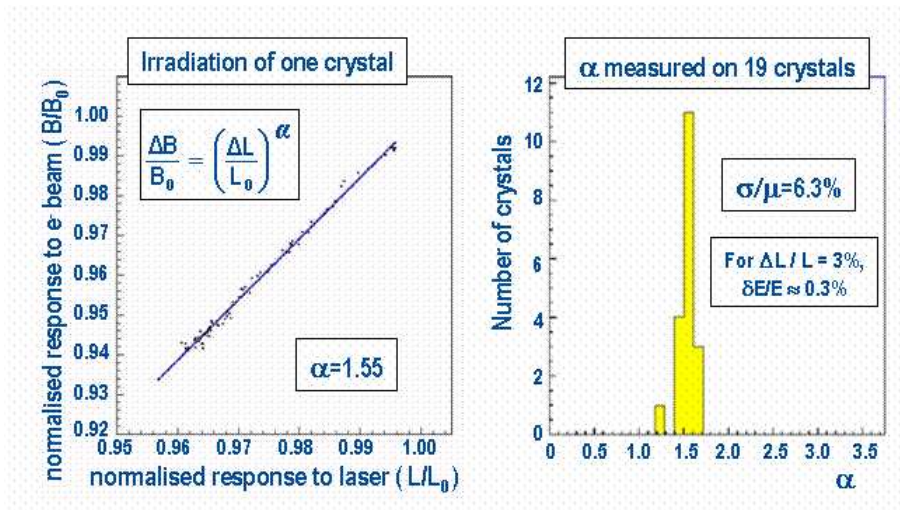 Irradiation of one crystal
ΔB/B₀ = (ΔL/L₀)^α
α=1.55
normalised response to e⁻ beam ( B/B₀)
1.00
0.99
0.98
0.97
0.96
0.95
0.94
0.93
0.92
0.95 0.96 0.97 0.98 0.99 1.00
normalised response to laser ( L/L₀)
α measured on 19 crystals
σ/μ=6.3%
For ΔL / L = 3%,
δE/E ≈ 0.3%
Number of crystals
12
10
8
6
4
2
0
0 0.5 1.0 1.5 2.0 2.5 3.0 3.5
α